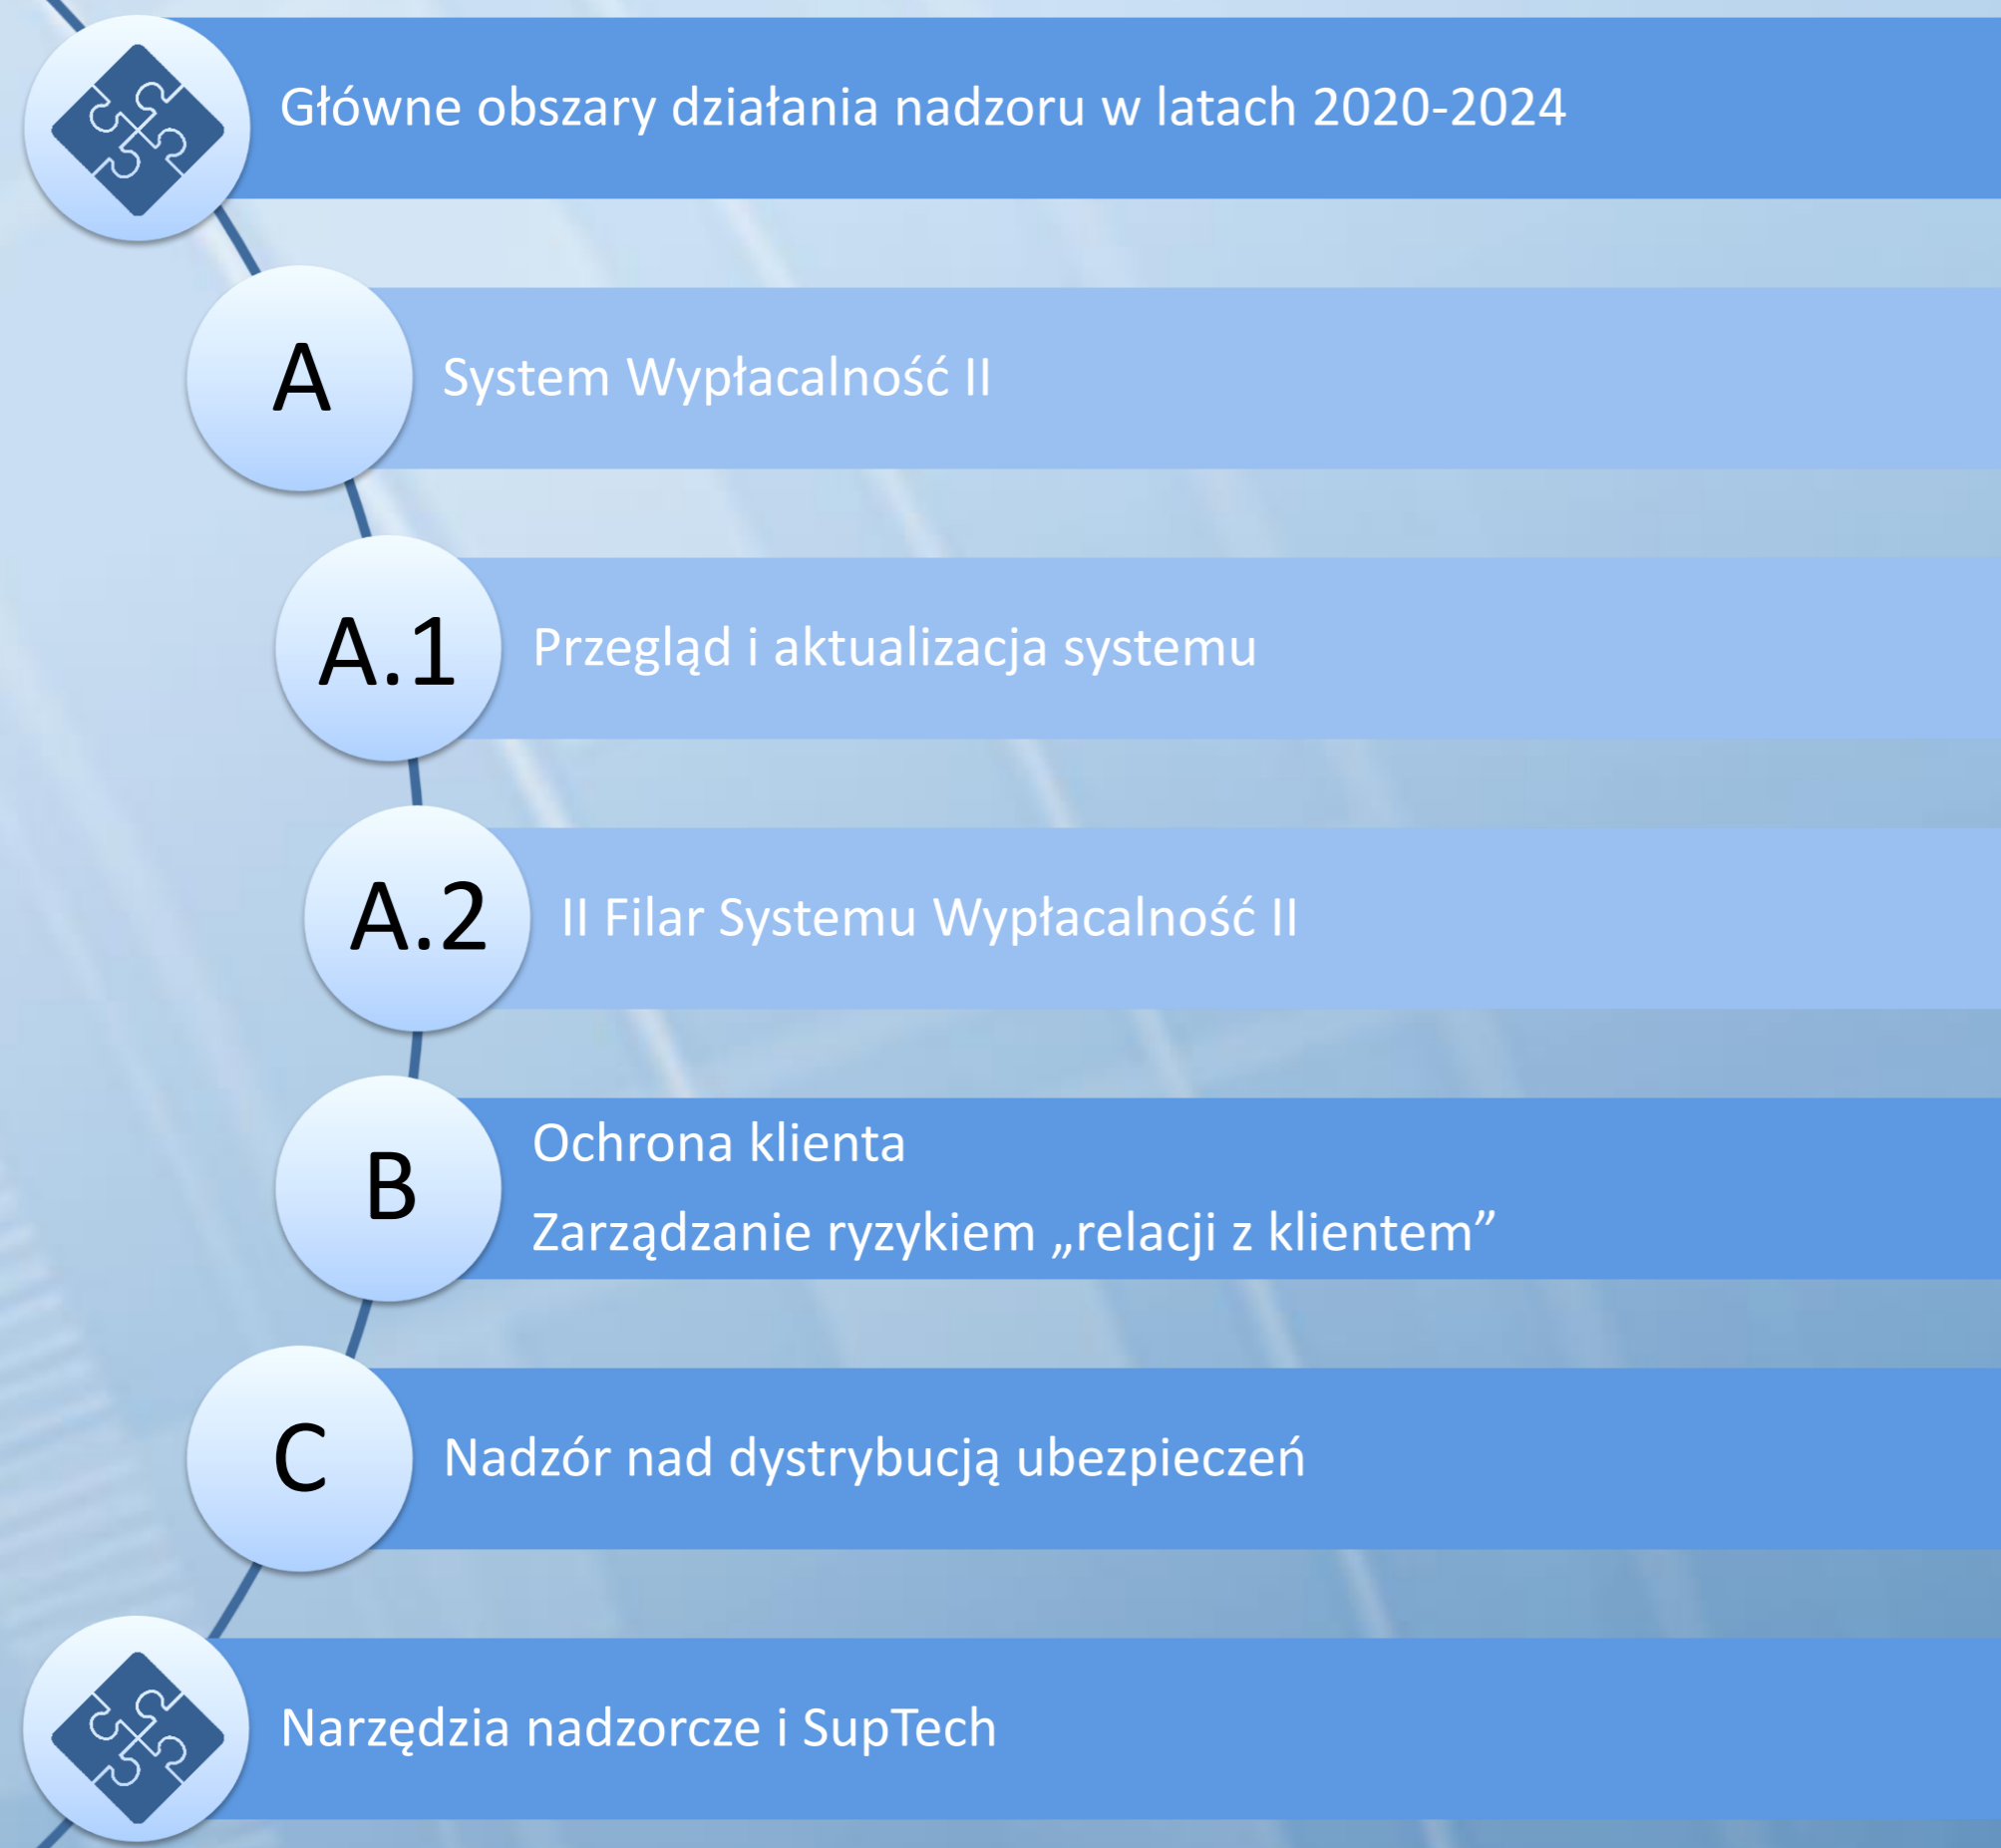 Główne obszary działania nadzoru w latach 2020-2024
A
System Wypłacalność II
A.1
Przegląd i aktualizacja systemu
A.2
II Filar Systemu Wypłacalność II
B
Ochrona klienta
Zarządzanie ryzykiem „relacji z klientem”
C
Nadzór nad dystrybucją ubezpieczeń
Narzędzia nadzorcze i SupTech